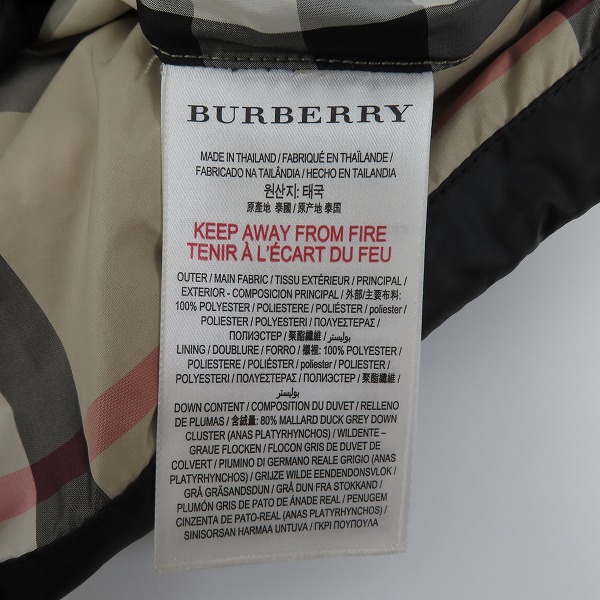 BURBERRY
MADE IN THAILAND / FABRIQUÉ EN THAÏLANDE /
FABRICADO NA TAILÂNDIA / HECHO EN TAILANDIA
원산지: 태국
原產地 泰國 / 原产地 泰国
KEEP AWAY FROM FIRE
TENIR À L'ÉCART DU FEU
OUTER / MAIN FABRIC / TISSU EXTÉRIEUR / PRINCIPAL /
EXTERIOR - COMPOSICION PRINCIPAL / 外部/主要布料:
100% POLYESTER / POLIESTERE / POLIÉSTER / poliester /
POLIESTER / POLYESTERI / ΠΟΛΥΕΣΤΕΡΑΣ /
ПОЛИЭСТЕР / 聚酯纖維 / بوليستر
LINING / DOUBLURE / FORRO / 襯裡: 100% POLYESTER /
POLIESTERE / POLIÉSTER / poliester / POLIESTER /
POLYESTERI / ΠΟΛΥΕΣΤΕΡΑΣ / ПОЛИЭСТЕР / 聚酯纖維 /
بوليستر
DOWN CONTENT / COMPOSITION DU DUVET / RELLENO
DE PLUMAS / 含絨量: 80% MALLARD DUCK GREY DOWN
CLUSTER (ANAS PLATYRHYNCHOS) / WILDENTE –
GRAUE FLOCKEN / FLOCON GRIS DE DUVET DE
COLVERT / PIUMINO DI GERMANO REALE GRIGIO (ANAS
PLATYRHYNCHOS) / GRIJZE WILDE EENDENDONSVLOK /
GRÅ GRÄSANDSDUN / GRÅ DUN FRA STOKKAND /
PLUMÓN GRIS DE PATO DE ÁNADE REAL / PENUGEM
CINZENTA DE PATO-REAL (ANAS PLATYRHYNCHOS) /
SINISORSAN HARMAA UNTUVA / ΓΚΡΙ ΠΟΥΠΟΥΛΑ